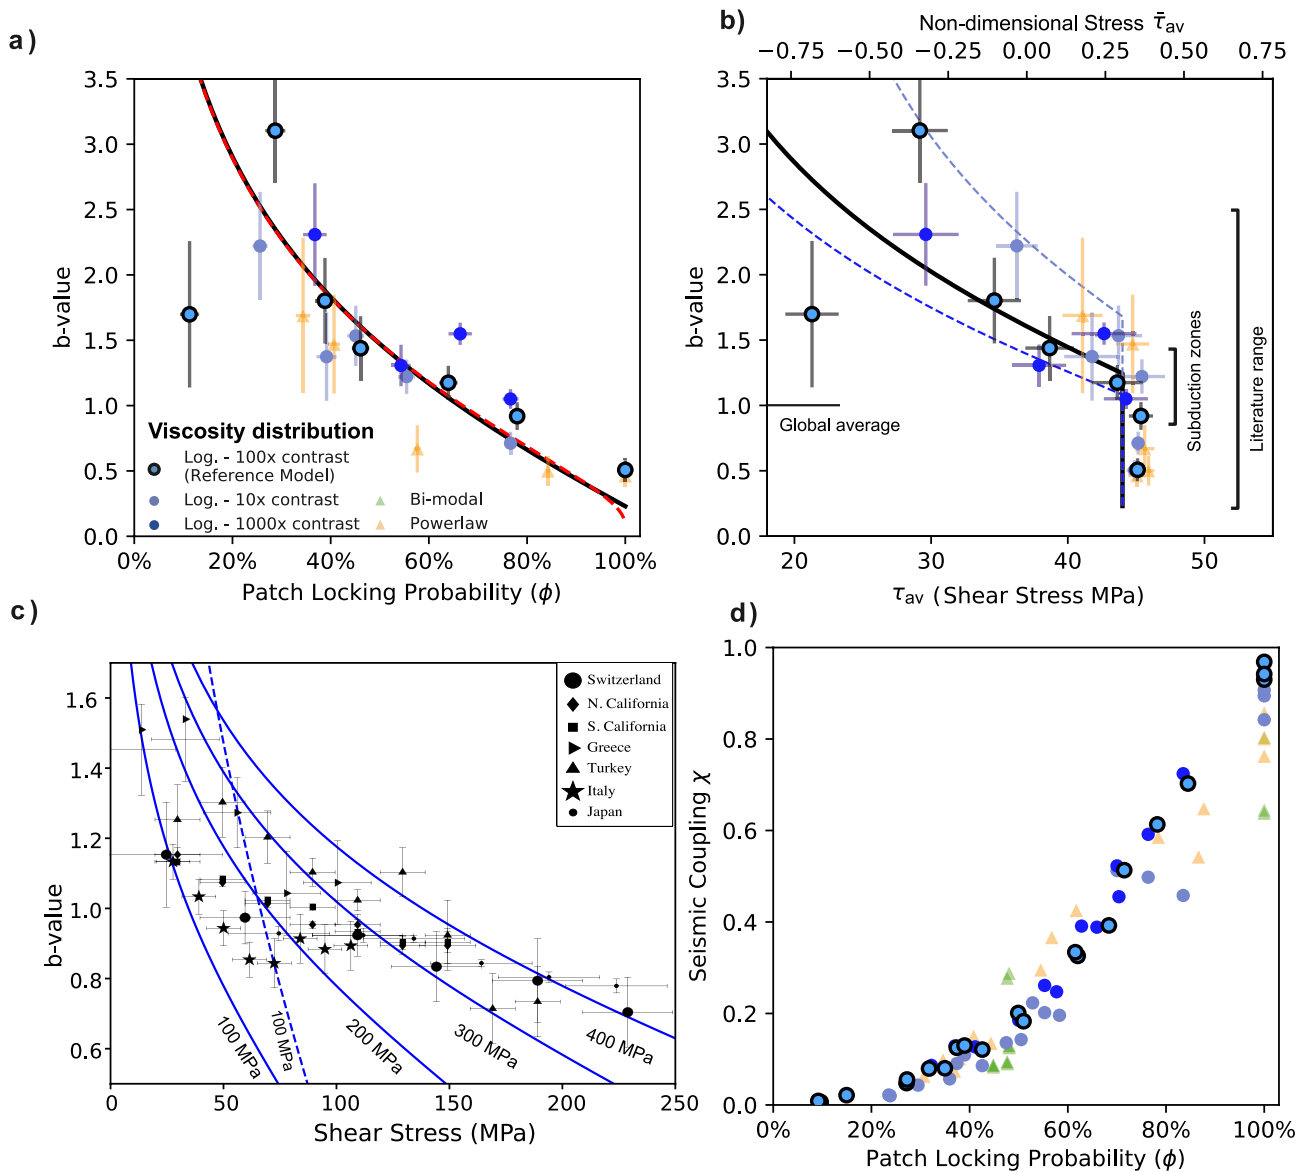 a)
3.5
3.0
2.5
2.0
1.5
1.0
0.5
0.0
b-value
Viscosity distribution
Log. - 100x contrast
(Reference Model)
Log. - 10x contrast
Log. - 1000x contrast
Bi-modal
Powerlaw
0%
20%
40%
60%
80%
100%
Patch Locking Probability (ϕ)
b)
Non-dimensional Stress τ̄av
−0.75
−0.50
−0.25
0.00
0.25
0.50
0.75
3.5
3.0
2.5
2.0
1.5
1.0
0.5
0.0
b-value
Global average
Subduction zones
Literature range
20
30
40
50
τav (Shear Stress MPa)
c)
1.6
1.4
1.2
1.0
0.8
0.6
b-value
Switzerland
N. California
S. California
Greece
Turkey
Italy
Japan
100 MPa
100 MPa
200 MPa
300 MPa
400 MPa
0
50
100
150
200
250
Shear Stress (MPa)
d)
1.0
0.8
0.6
0.4
0.2
0.0
Seismic Coupling χ
0%
20%
40%
60%
80%
100%
Patch Locking Probability (ϕ)